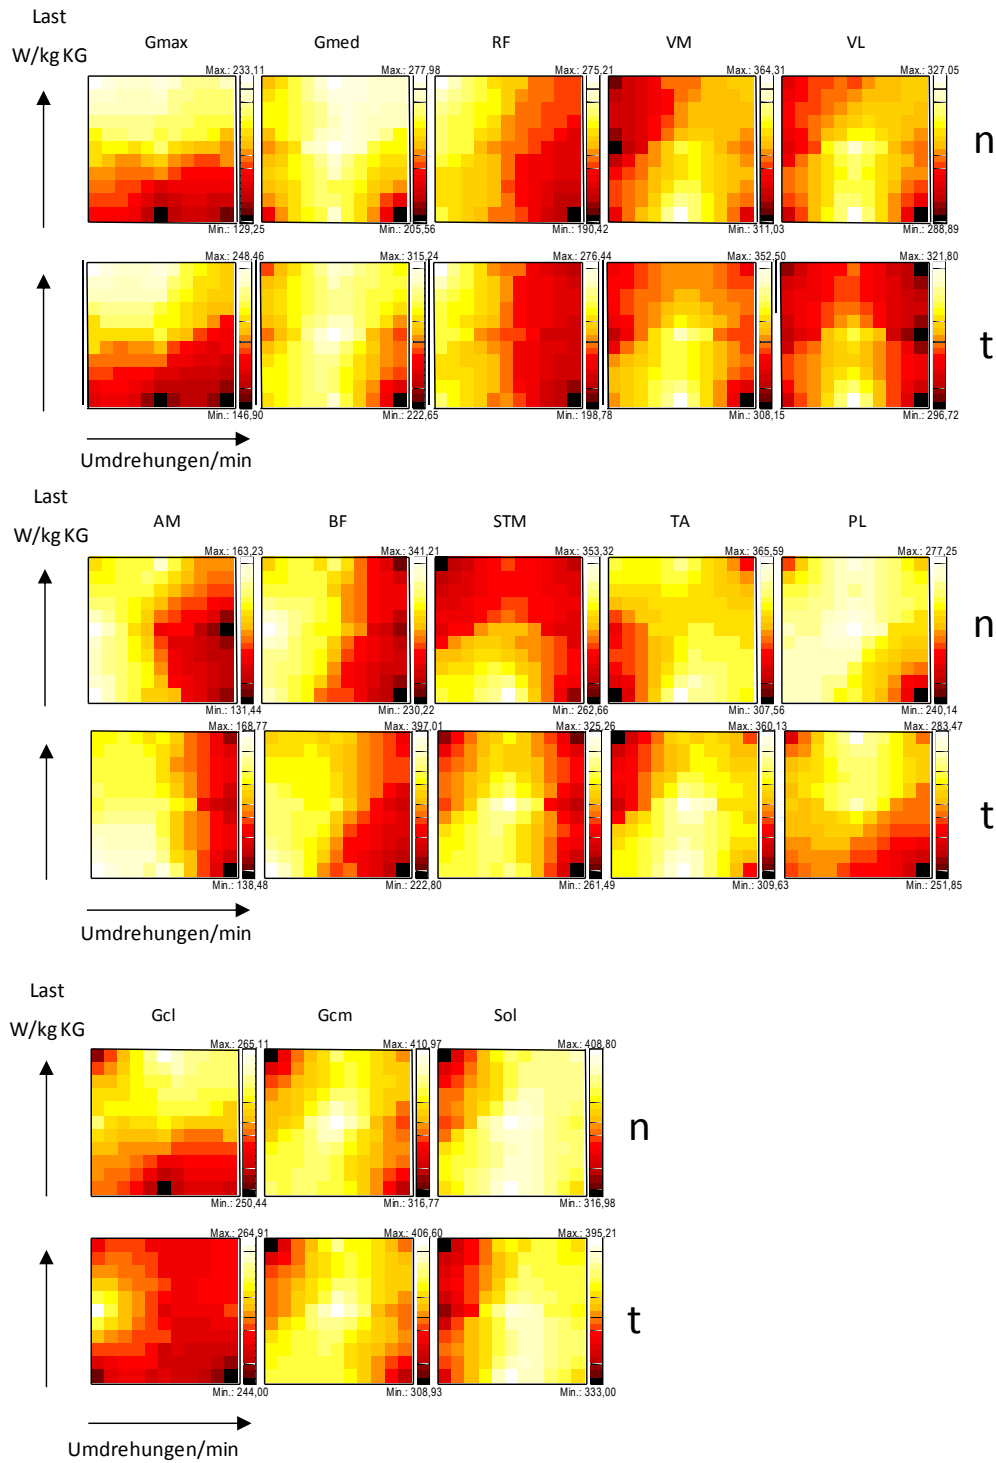 Last
W/kg KG
Gmax Gmed RF VM VL
Max.: 233,11 Max.: 277,98 Max.: 275,21 Max.: 364,31 Max.: 327,05
n
Min.: 129,25 Min.: 205,56 Min.: 190,42 Min.: 311,03 Min.: 288,89
Max.: 248,46 Max.: 315,24 Max.: 276,44 Max.: 352,50 Max.: 321,80
t
Min.: 146,90 Min.: 222,65 Min.: 198,78 Min.: 308,15 Min.: 296,72
Umdrehungen/min
Last
W/kg KG
AM BF STM TA PL
Max.: 163,23 Max.: 341,21 Max.: 353,32 Max.: 365,59 Max.: 277,25
n
Min.: 131,44 Min.: 230,22 Min.: 262,66 Min.: 307,56 Min.: 240,14
Max.: 168,77 Max.: 397,01 Max.: 325,26 Max.: 360,13 Max.: 283,47
t
Min.: 138,48 Min.: 222,80 Min.: 261,49 Min.: 309,63 Min.: 251,85
Umdrehungen/min
Last
W/kg KG
Gcl Gcm Sol
Max.: 265,11 Max.: 410,97 Max.: 408,80
n
Min.: 250,44 Min.: 316,77 Min.: 316,98
Max.: 264,91 Max.: 406,60 Max.: 395,21
t
Min.: 244,00 Min.: 308,93 Min.: 333,00
Umdrehungen/min